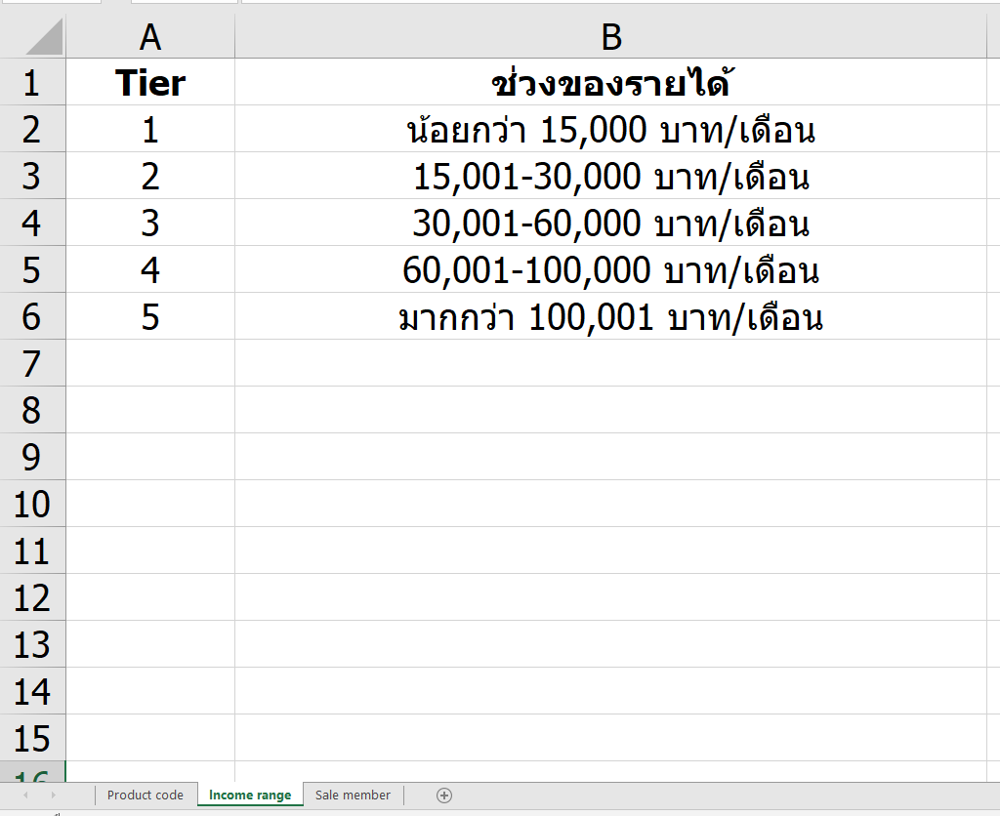 A B
1 Tier ช่วงของรายได้
2 1 น้อยกว่า 15,000 บาท/เดือน
3 2 15,001-30,000 บาท/เดือน
4 3 30,001-60,000 บาท/เดือน
5 4 60,001-100,000 บาท/เดือน
6 5 มากกว่า 100,001 บาท/เดือน
7
8
9
10
11
12
13
14
15
16
Product code Income range Sale member